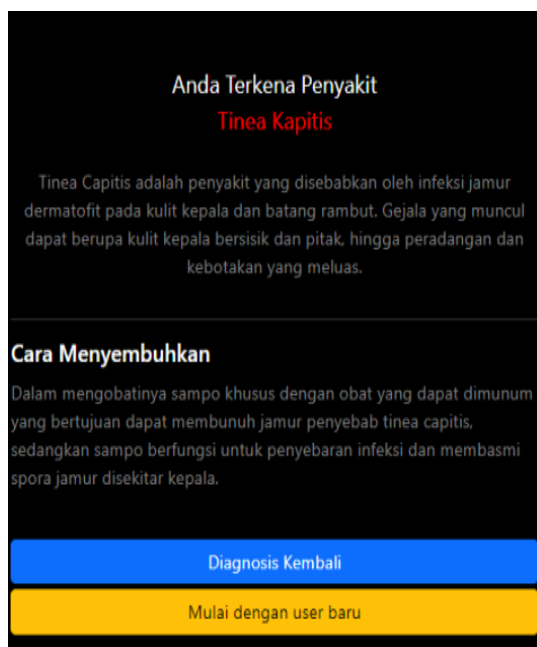 Anda Terkena Penyakit
Tinea Kapitis
Tinea Capitis adalah penyakit yang disebabkan oleh infeksi jamur
dermatofit pada kulit kepala dan batang rambut. Gejala yang muncul
dapat berupa kulit kepala bersisik dan pitak, hingga peradangan dan
kebotakan yang meluas.
Cara Menyembuhkan
Dalam mengobatinya sampo khusus dengan obat yang dapat dimunum
yang bertujuan dapat membunuh jamur penyebab tinea capitis,
sedangkan sampo berfungsi untuk penyebaran infeksi dan membasmi
spora jamur disekitar kepala.
Diagnosis Kembali
Mulai dengan user baru